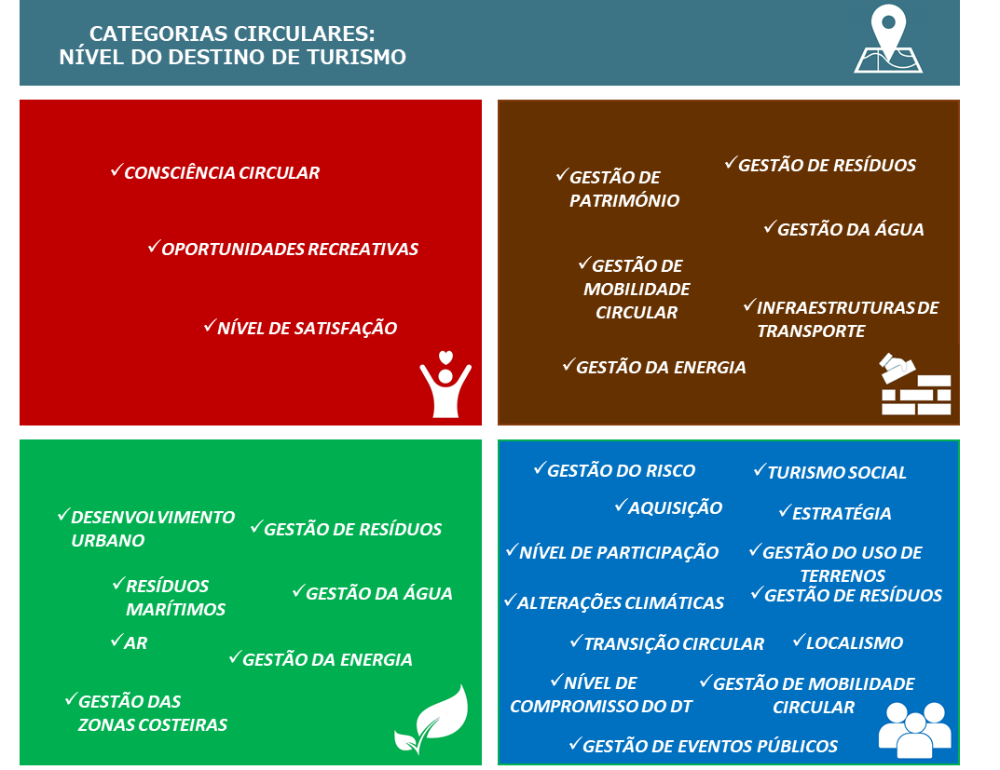 CATEGORIAS CIRCULARES:
NÍVEL DO DESTINO DE TURISMO
✓CONSCIÊNCIA CIRCULAR
✓OPORTUNIDADES RECREATIVAS
✓NÍVEL DE SATISFAÇÃO
✓GESTÃO DE
PATRIMÓNIO
✓GESTÃO DE RESÍDUOS
✓GESTÃO DA ÁGUA
✓GESTÃO DE
MOBILIDADE
CIRCULAR
✓INFRAESTRUTURAS DE
TRANSPORTE
✓GESTÃO DA ENERGIA
✓DESENVOLVIMENTO
URBANO
✓GESTÃO DE RESÍDUOS
✓RESÍDUOS
MARÍTIMOS
✓GESTÃO DA ÁGUA
✓AR
✓GESTÃO DA ENERGIA
✓GESTÃO DAS
ZONAS COSTEIRAS
✓GESTÃO DO RISCO
✓TURISMO SOCIAL
✓AQUISIÇÃO
✓ESTRATÉGIA
✓NÍVEL DE PARTICIPAÇÃO
✓GESTÃO DO USO DE
TERRENOS
✓ALTERAÇÕES CLIMÁTICAS
✓GESTÃO DE RESÍDUOS
✓TRANSIÇÃO CIRCULAR
✓LOCALISMO
✓NÍVEL DE
COMPROMISSO DO DT
✓GESTÃO DE MOBILIDADE
CIRCULAR
✓GESTÃO DE EVENTOS PÚBLICOS